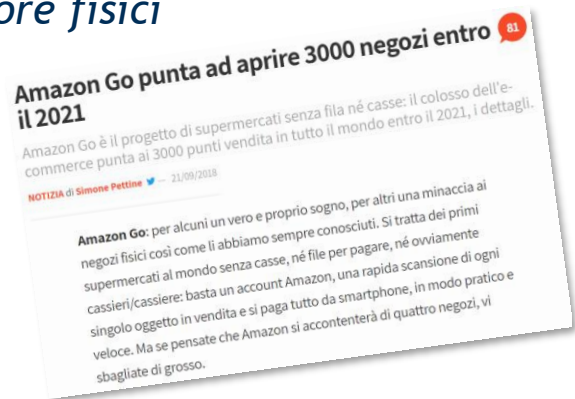 ore fisici
Amazon Go punta ad aprire 3000 negozi entro
81
il 2021
Amazon Go è il progetto di supermercati senza fila né casse: il colosso dell'e-
commerce punta ai 3000 punti vendita in tutto il mondo entro il 2021, i dettagli.
NOTIZIA di Simone Pettine — 21/09/2018
Amazon Go: per alcuni un vero e proprio sogno, per altri una minaccia ai
negozi fisici così come li abbiamo sempre conosciuti. Si tratta dei primi
supermercati al mondo senza casse, né file per pagare, né ovviamente
cassieri/cassiere: basta un account Amazon, una rapida scansione di ogni
singolo oggetto in vendita e si paga tutto da smartphone, in modo pratico e
veloce. Ma se pensate che Amazon si accontenterà di quattro negozi, vi
sbagliate di grosso.